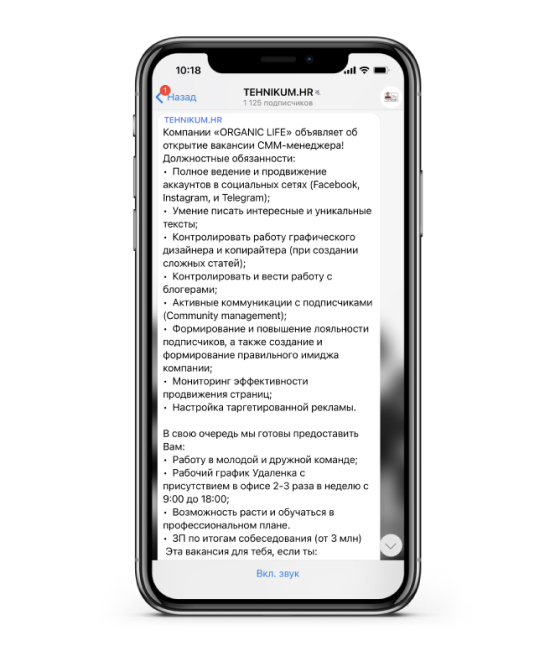 10:18
1
Назад
TEHNIKUM.HR
1 125 подписчиков
TEHNIKUM.HR
Компании «ORGANIC LIFE» объявляет об
открытие вакансии СММ-менеджера!
Должностные обязанности:
• Полное ведение и продвижение
аккаунтов в социальных сетях (Facebook,
Instagram, и Telegram);
• Умение писать интересные и уникальные
тексты;
• Контролировать работу графического
дизайнера и копирайтера (при создании
сложных статей);
• Контролировать и вести работу с
блогерами;
• Активные коммуникации с подписчиками
(Community management);
• Формирование и повышение лояльности
подписчиков, а также создание и
формирование правильного имиджа
компании;
• Мониторинг эффективности
продвижения страниц;
• Настройка таргетированной рекламы.
В свою очередь мы готовы предоставить
Вам:
• Работу в молодой и дружной команде;
• Рабочий график Удаленка с
присутствием в офисе 2-3 раза в неделю с
9:00 до 18:00;
• Возможность расти и обучаться в
профессиональном плане.
• ЗП по итогам собеседования (от 3 млн)
Эта вакансия для тебя, если ты:
Вкл. звук